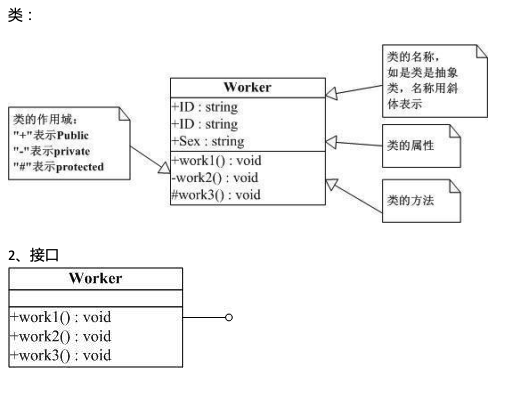 类：
类的名称，
如是类是抽象
类，名称用斜
体表示
Worker
+ID : string
+ID : string
+Sex : string
+work1() : void
-work2() : void
#work3() : void
类的作用域:
"+"表示Public
"-"表示private
"#"表示protected
类的属性
类的方法
2、接口
Worker
+work1() : void
+work2() : void
+work3() : void